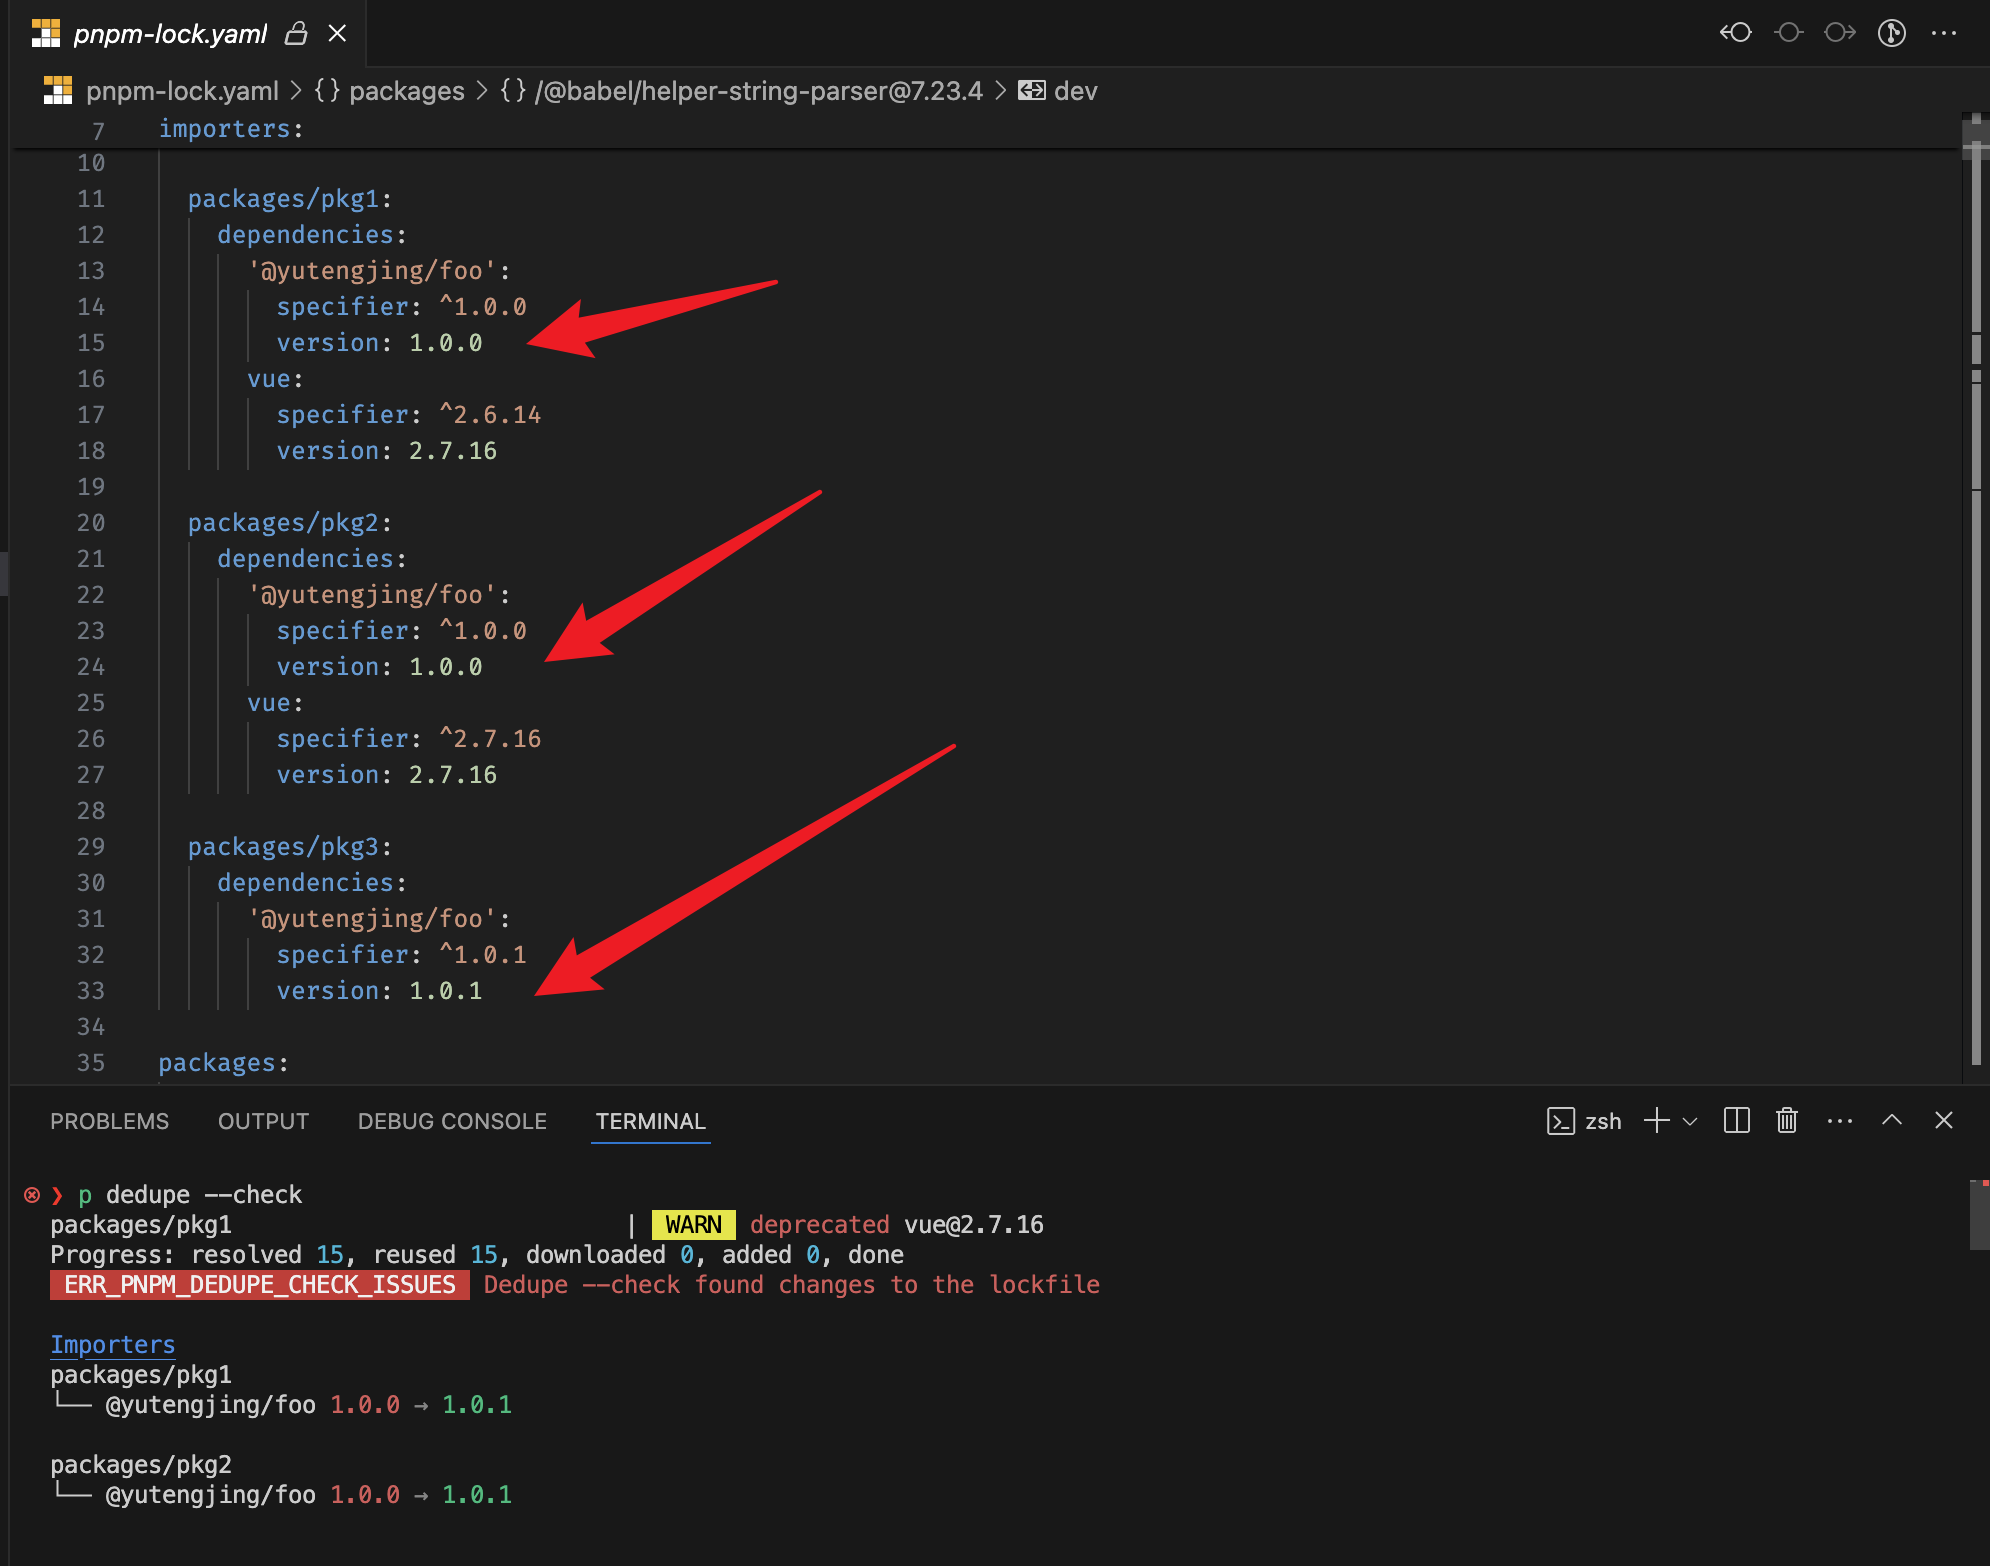 pnpm-lock.yaml
pnpm-lock.yaml > {} packages > {} /@babel/helper-string-parser@7.23.4 > dev
7 importers:
10
11 packages/pkg1:
12 dependencies:
13 '@yutengjing/foo':
14 specifier: ^1.0.0
15 version: 1.0.0
16 vue:
17 specifier: ^2.6.14
18 version: 2.7.16
19
20 packages/pkg2:
21 dependencies:
22 '@yutengjing/foo':
23 specifier: ^1.0.0
24 version: 1.0.0
25 vue:
26 specifier: ^2.7.16
27 version: 2.7.16
28
29 packages/pkg3:
30 dependencies:
31 '@yutengjing/foo':
32 specifier: ^1.0.1
33 version: 1.0.1
34
35 packages:
PROBLEMS OUTPUT DEBUG CONSOLE TERMINAL zsh
❯ p dedupe --check
packages/pkg1 | WARN deprecated vue@2.7.16
Progress: resolved 15, reused 15, downloaded 0, added 0, done
ERR_PNPM_DEDUPE_CHECK_ISSUES Dedupe --check found changes to the lockfile
Importers
packages/pkg1
└── @yutengjing/foo 1.0.0 → 1.0.1
packages/pkg2
└── @yutengjing/foo 1.0.0 → 1.0.1